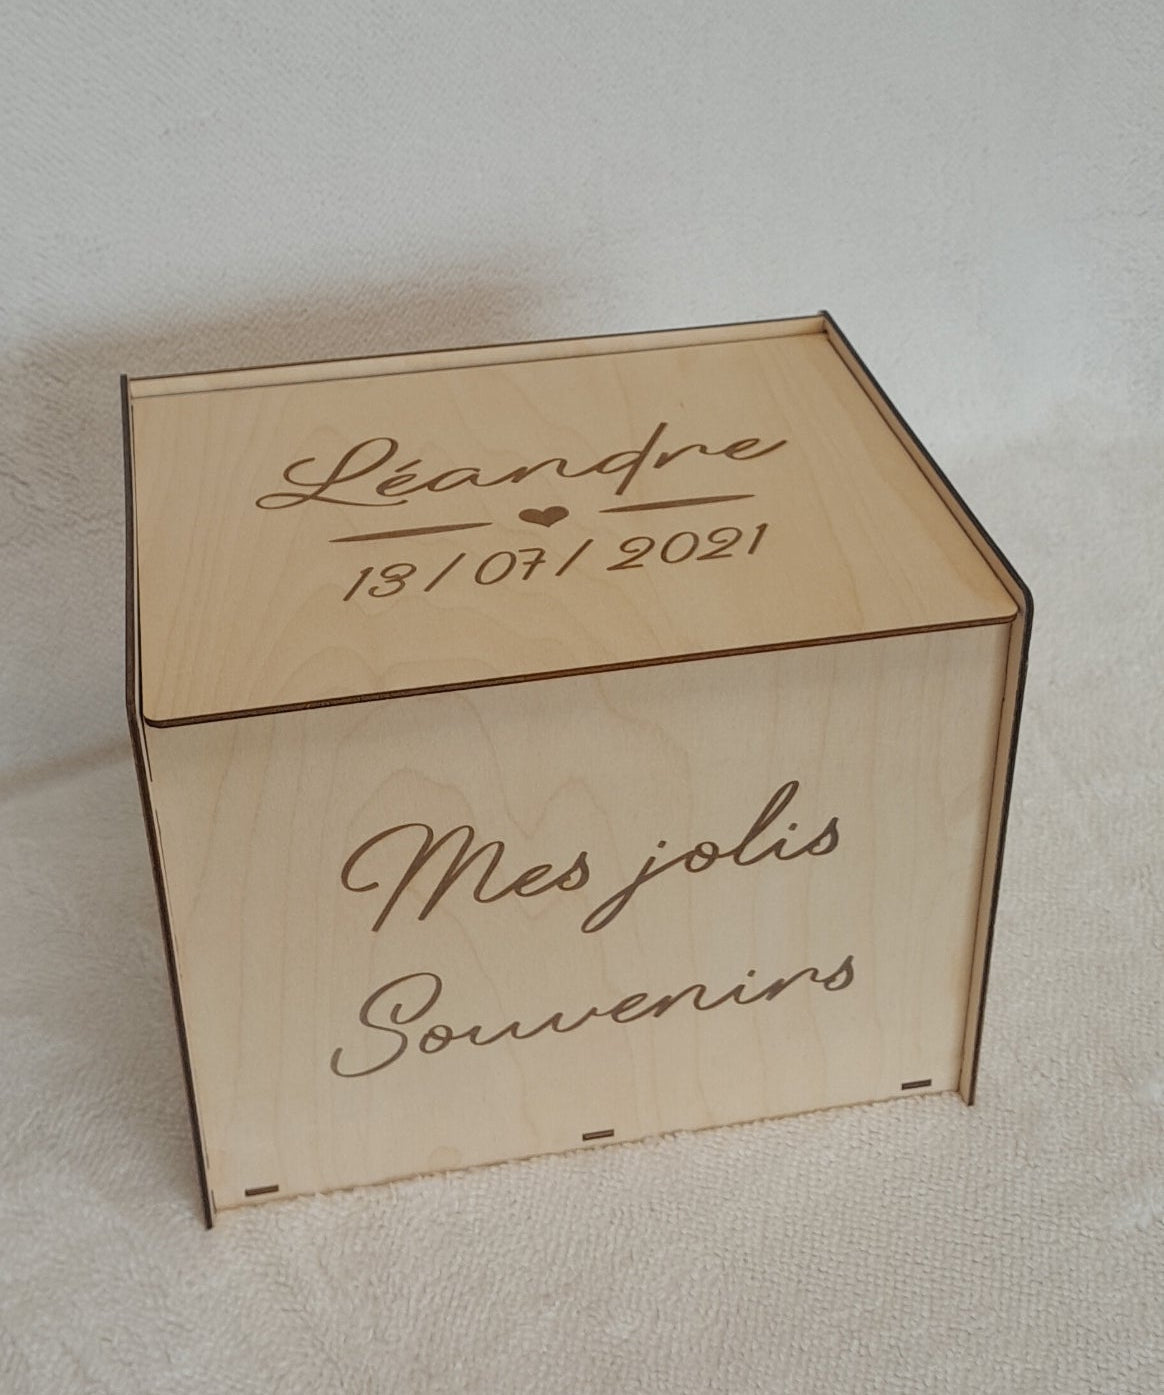 Léandre
13/07/2021
Mes jolis
Souvenirs